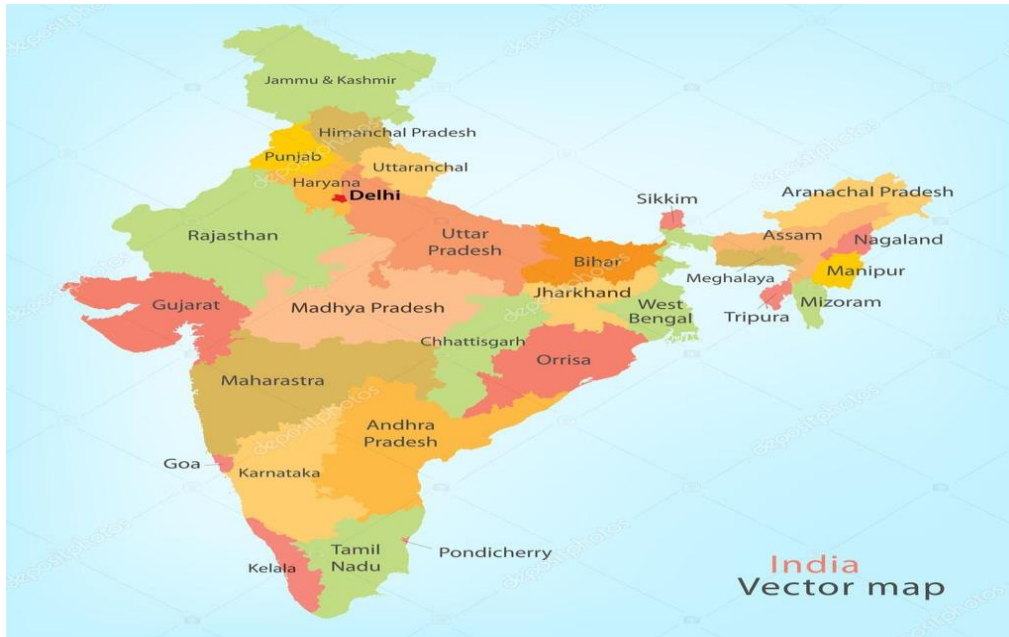 Jammu & Kashmir
Himanchal Pradesh
Punjab
Uttaranchal
Haryana
Delhi
Aranachal Pradesh
Sikkim
Rajasthan
Uttar
Pradesh
Assam
Nagaland
Bihar
Manipur
Meghalaya
Jharkhand
Gujarat
Madhya Pradesh
West
Bengal
Mizoram
Tripura
Chhattisgarh
Orrisa
Maharastra
Andhra
Pradesh
Goa
Karnataka
Tamil
Nadu
Pondicherry
Kelala
India
Vector map
depositphotos